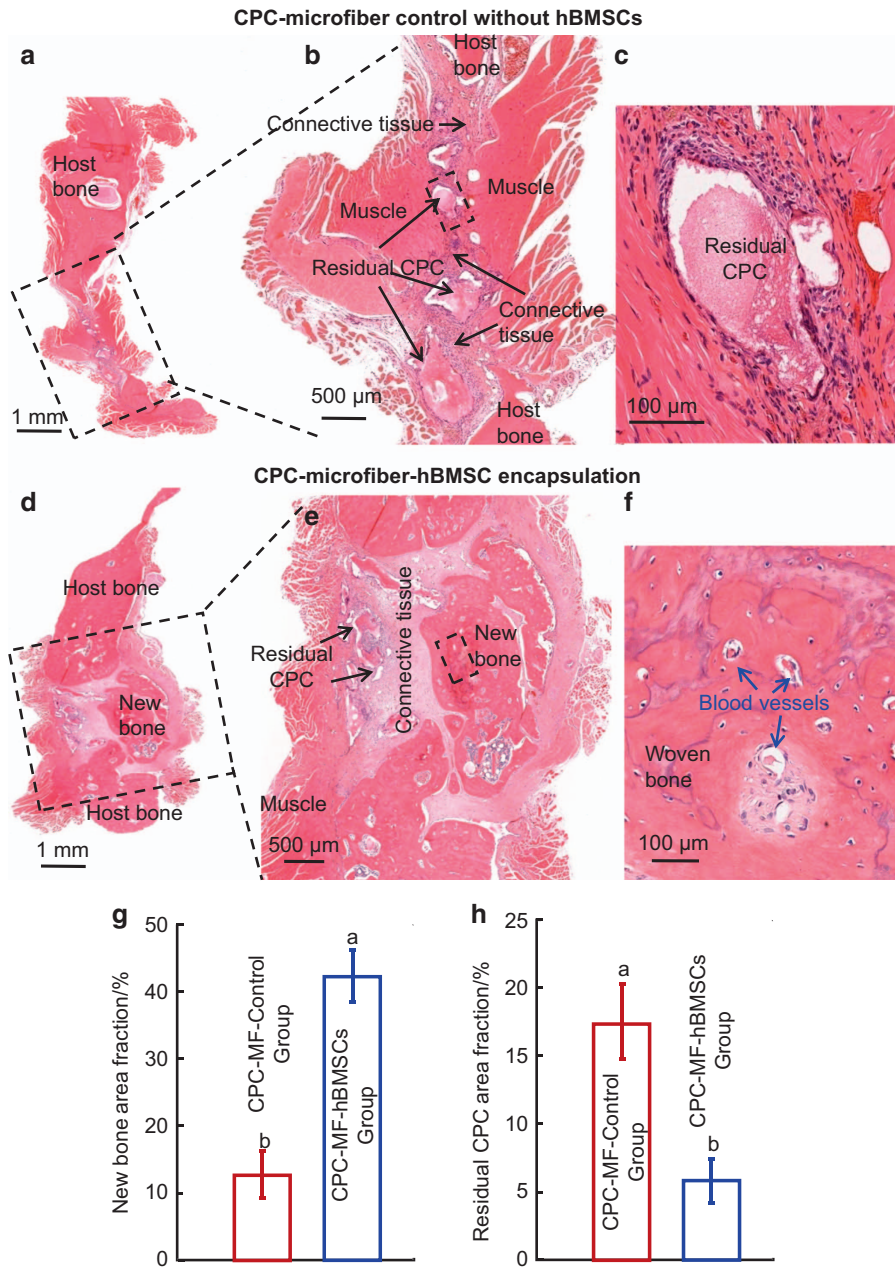 CPC-microfiber control without hBMSCs
a
Host
bone
1 mm
b
Host
bone
Connective tissue
Muscle
Muscle
Residual CPC
Connective
tissue
500 µm
Host
bone
c
Residual
CPC
100 µm
CPC-microfiber-hBMSC encapsulation
d
Host bone
New
bone
Host bone
1 mm
e
Residual
CPC
Connective tissue
New
bone
Muscle
500 µm
f
Blood vessels
Woven
bone
100 µm
g
New bone area fraction/%
50
40
30
20
10
0
CPC-MF-Control
Group
b
a
CPC-MF-hBMSCs
Group
h
Residual CPC area fraction/%
25
20
15
10
5
0
a
CPC-MF-Control
Group
CPC-MF-hBMSCs
Group
b